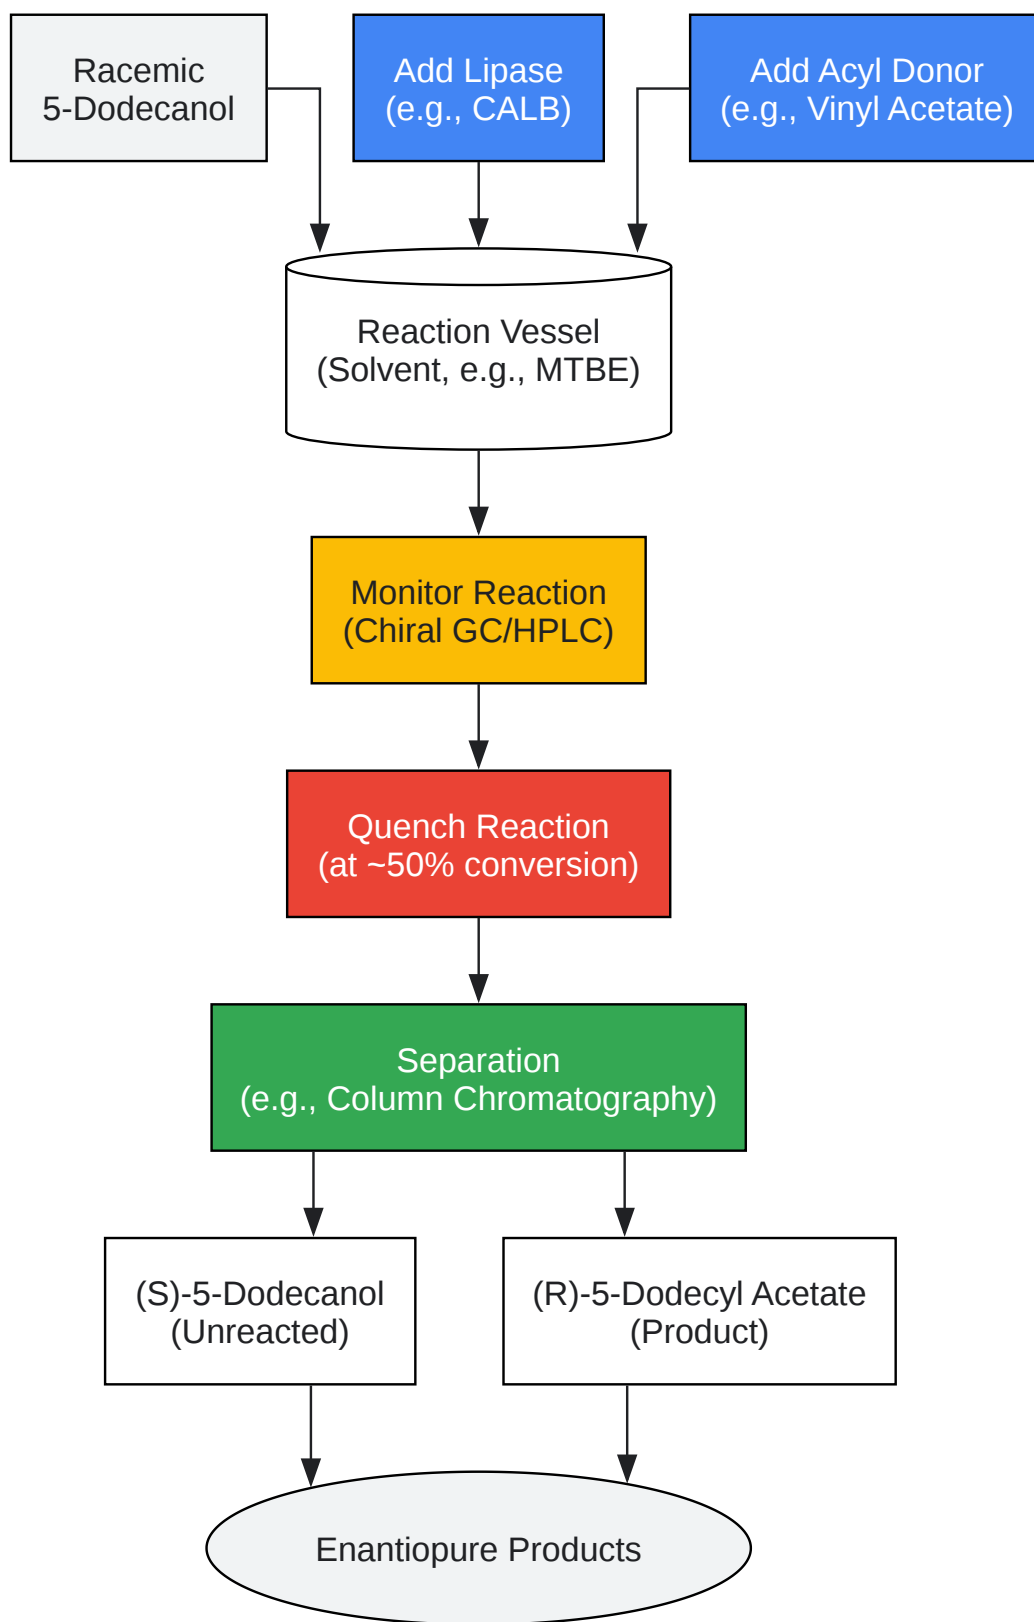 Racemic
5-Dodecanol
Add Lipase
(e.g., CALB)
Add Acyl Donor
(e.g., Vinyl Acetate)
Reaction Vessel
(Solvent, e.g., MTBE)
Monitor Reaction
(Chiral GC/HPLC)
Quench Reaction
(at ~50% conversion)
Separation
(e.g., Column Chromatography)
(S)-5-Dodecanol
(Unreacted)
(R)-5-Dodecyl Acetate
(Product)
Enantiopure Products